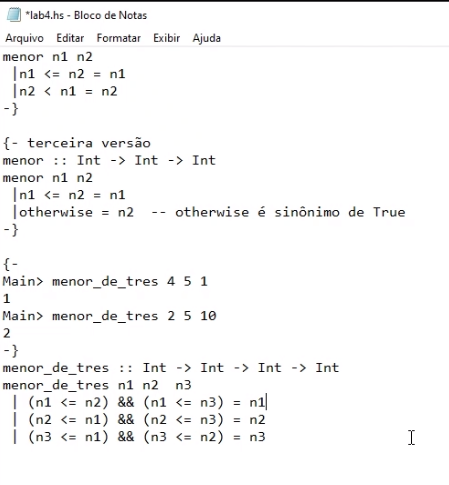 *lab4.hs - Bloco de Notas
Arquivo Editar Formatar Exibir Ajuda
menor n1 n2
 |n1 <= n2 = n1
 |n2 < n1 = n2
-}

{- terceira versão
menor :: Int -> Int -> Int
menor n1 n2
 |n1 <= n2 = n1
 |otherwise = n2  -- otherwise é sinônimo de True
-}

{-
Main> menor_de_tres 4 5 1
1
Main> menor_de_tres 2 5 10
2
-}
menor_de_tres :: Int -> Int -> Int -> Int
menor_de_tres n1 n2  n3
 | (n1 <= n2) && (n1 <= n3) = n1
 | (n2 <= n1) && (n2 <= n3) = n2
 | (n3 <= n1) && (n3 <= n2) = n3